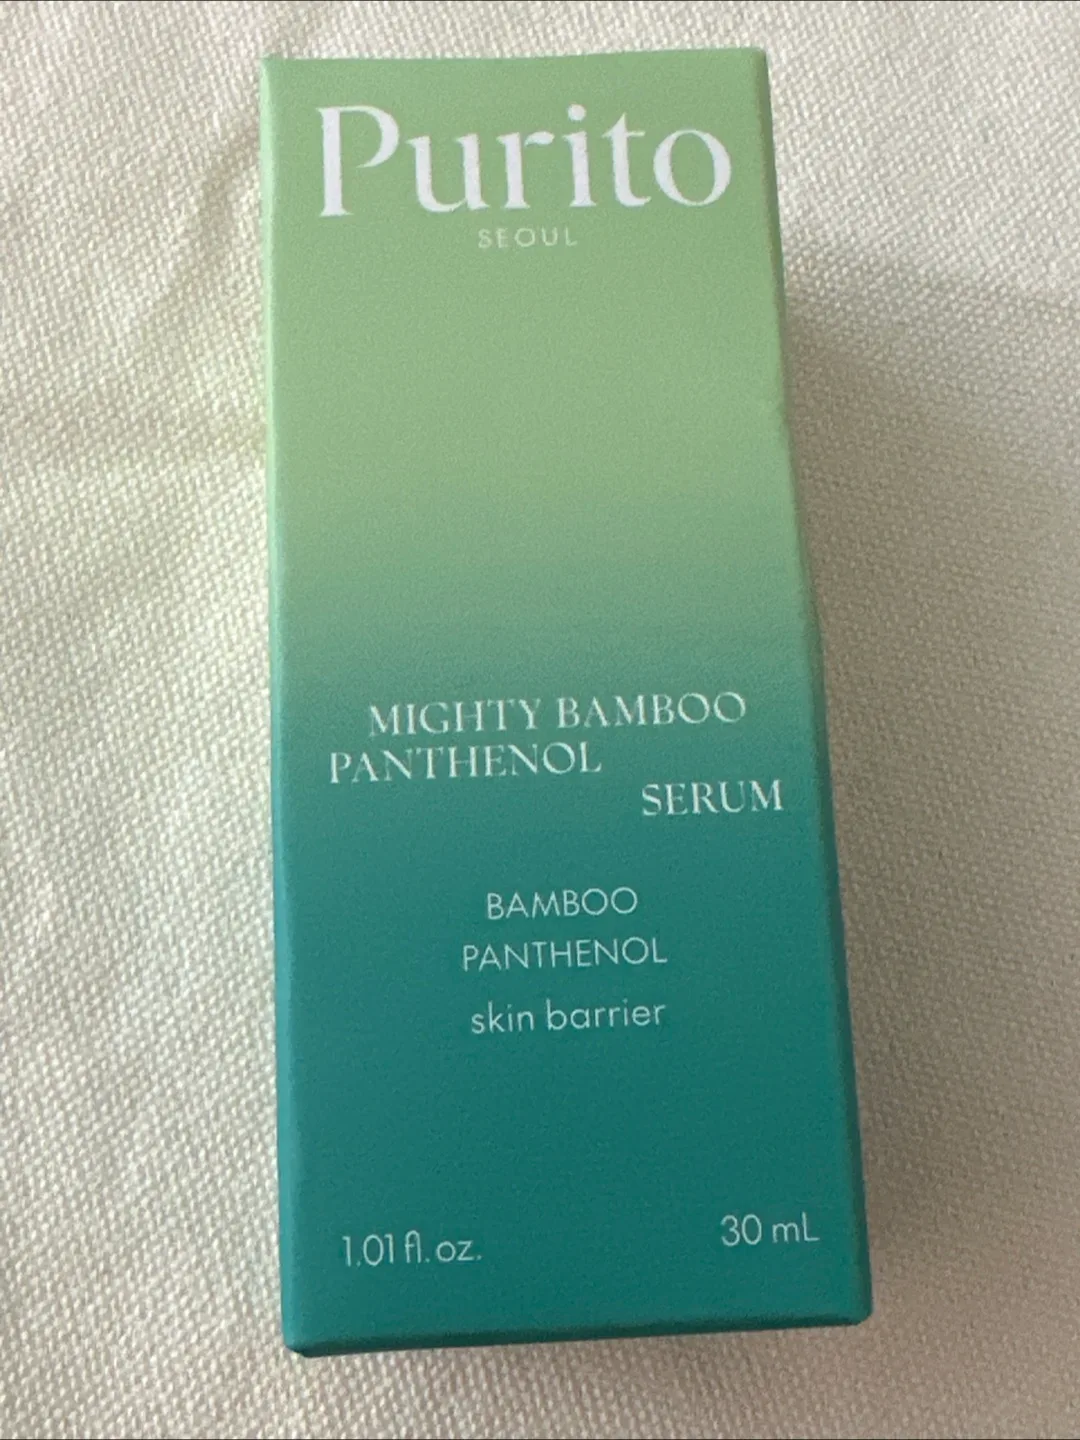 Purito
SEOUL
MIGHTY BAMBOO
PANTHENOL
SERUM
BAMBOO
PANTHENOL
skin barrier
1.01 fl. oz.
30 mL